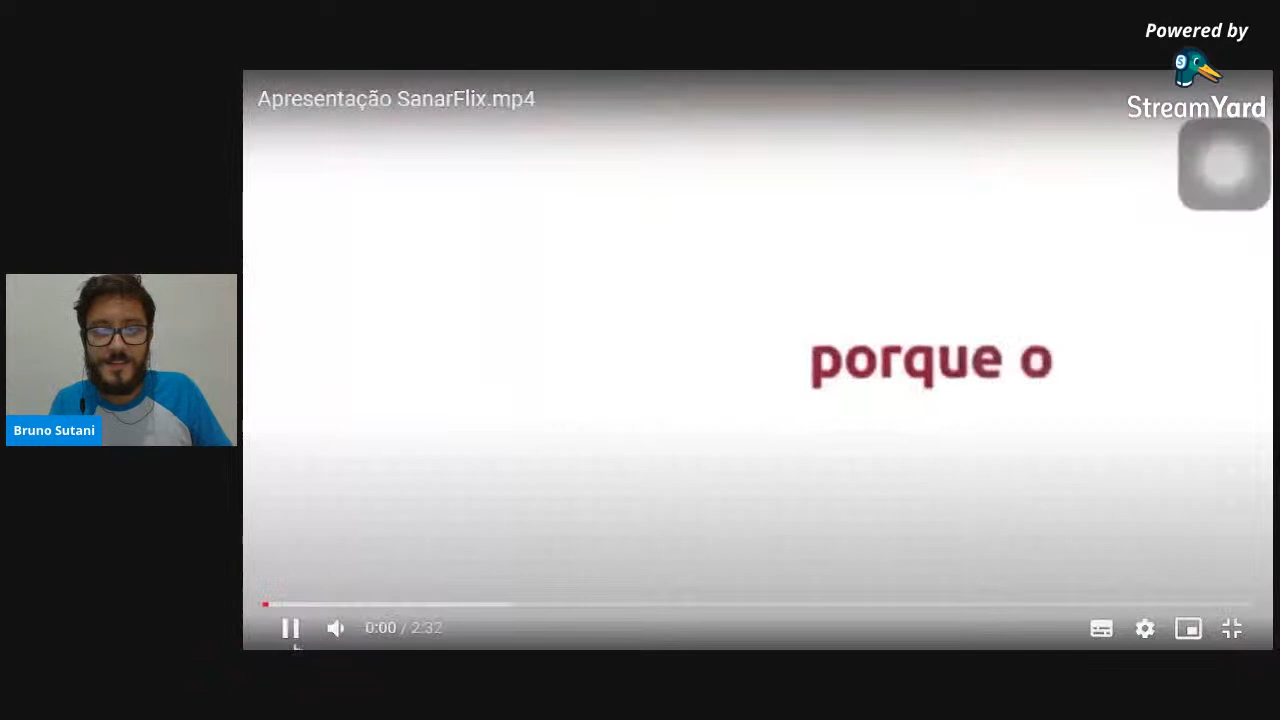 Powered by
StreamYard
Apresentação SanarFlix.mp4
porque o
Bruno Sutani
0:00 / 2:32